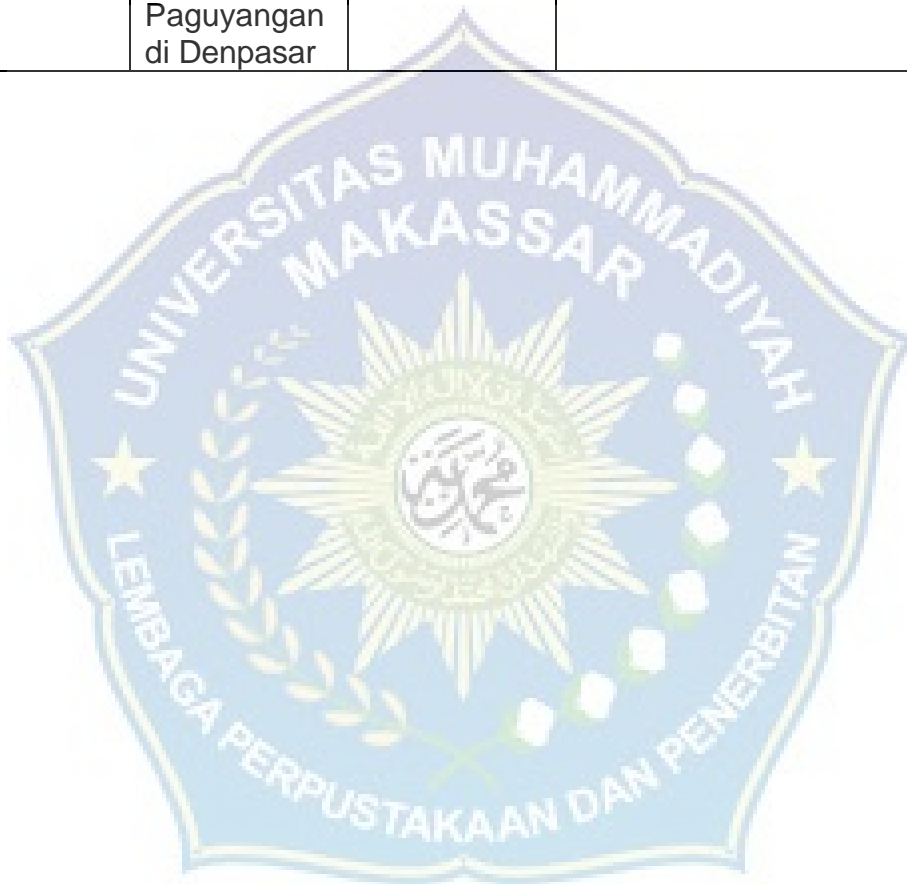 Paguyangan
di Denpasar
UNIVERSITAS MUHAMMADIYAH
MAKASSAR
LEMBAGA PERPUSTAKAAN DAN PENERBITAN